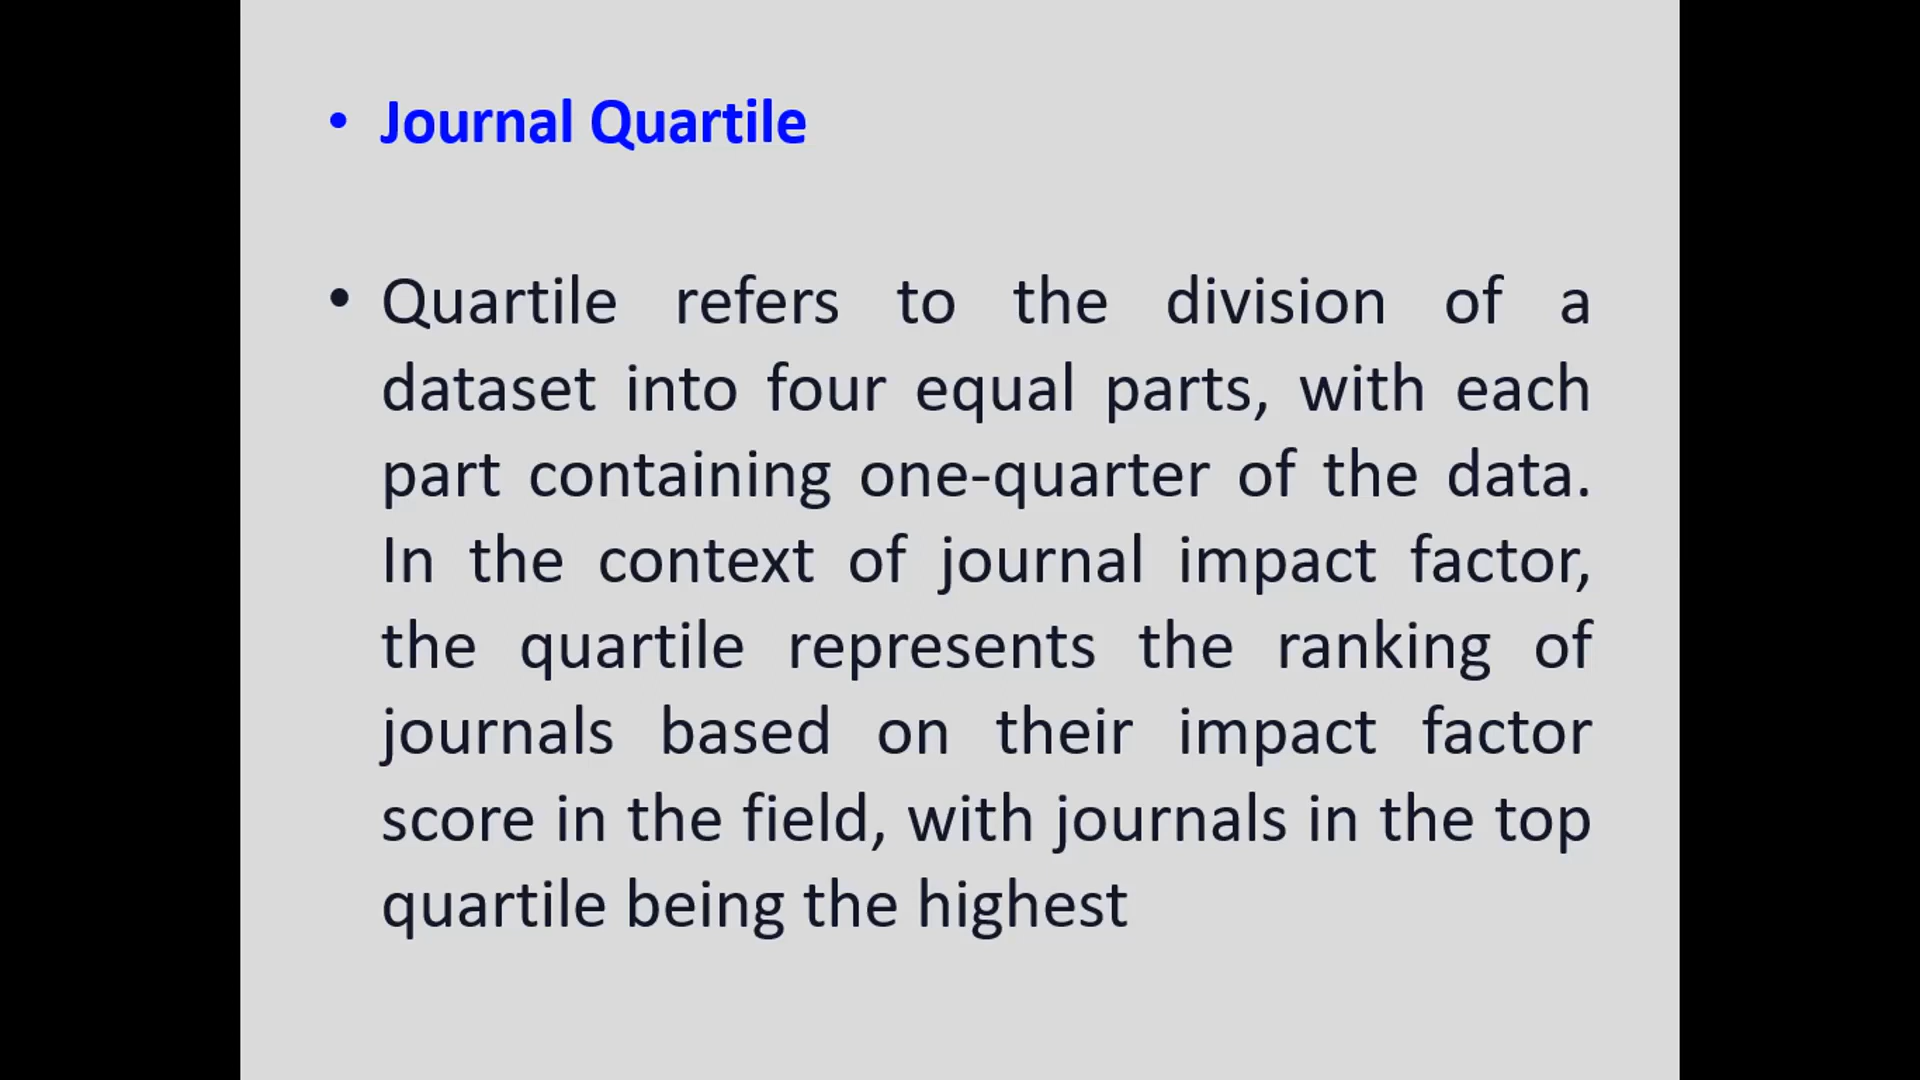 • Journal Quartile
• Quartile refers to the division of a
dataset into four equal parts, with each
part containing one-quarter of the data.
In the context of journal impact factor,
the quartile represents the ranking of
journals based on their impact factor
score in the field, with journals in the top
quartile being the highest